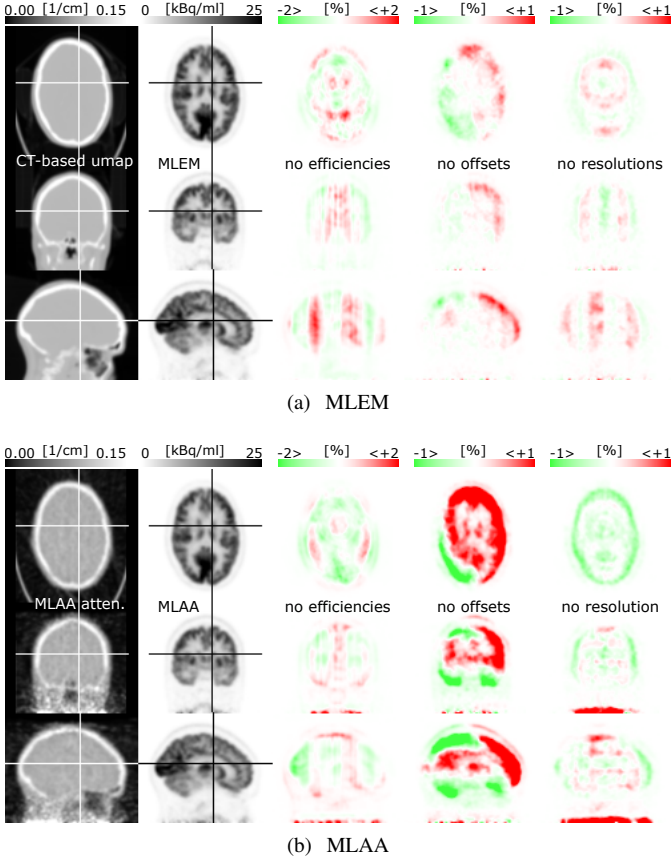 0.00 [1/cm] 0.15 0 [kBq/ml] 25 -2> [%] <+2 -1> [%] <+1 -1> [%] <+1
CT-based umap MLEM no efficiencies no offsets no resolutions
(a) MLEM
0.00 [1/cm] 0.15 0 [kBq/ml] 25 -2> [%] <+2 -1> [%] <+1 -1> [%] <+1
MLAA atten. MLAA no efficiencies no offsets no resolution
(b) MLAA